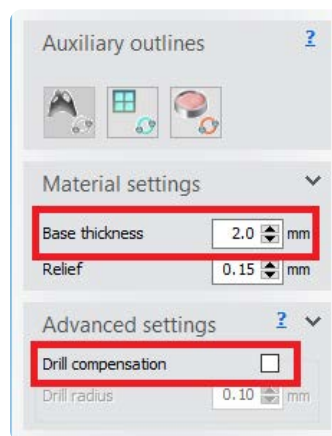 Auxiliary outlines ?
Material settings
Base thickness 2.0 mm
Relief 0.15 mm
Advanced settings ?
Drill compensation
Drill radius 0.10 mm